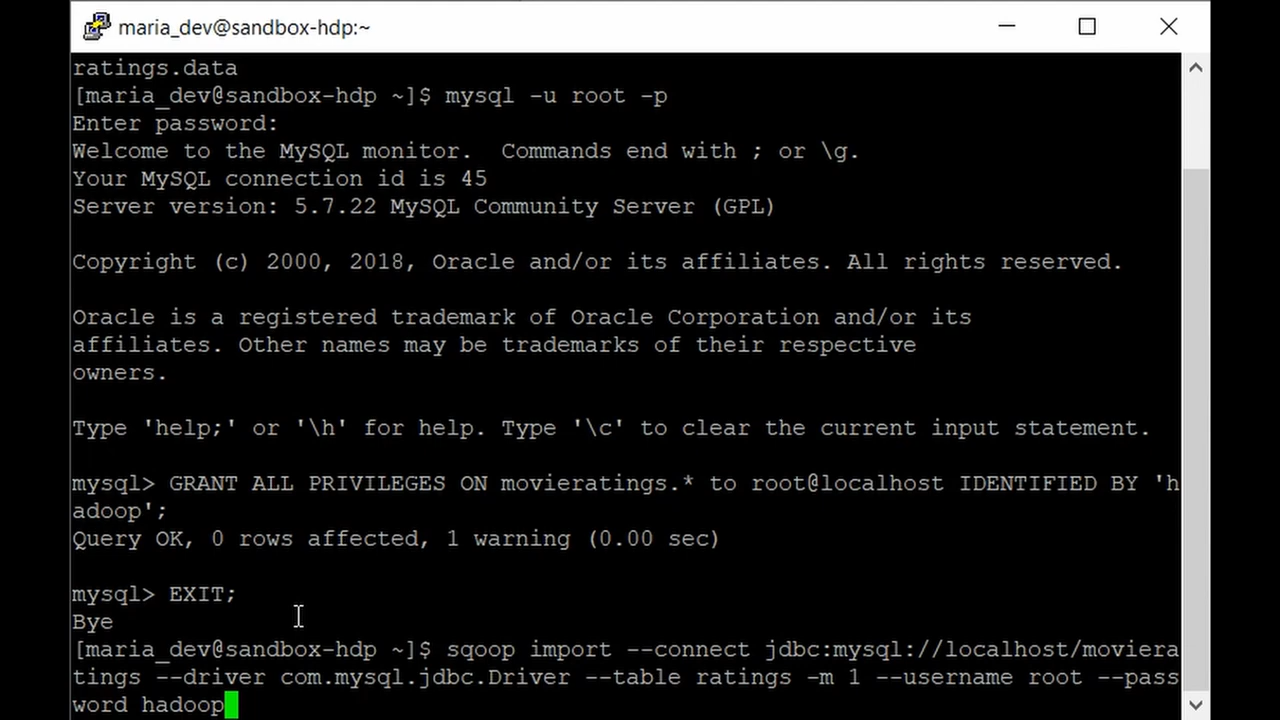 maria_dev@sandbox-hdp:~
ratings.data
[maria_dev@sandbox-hdp ~]$ mysql -u root -p
Enter password:
Welcome to the MySQL monitor.  Commands end with ; or \g.
Your MySQL connection id is 45
Server version: 5.7.22 MySQL Community Server (GPL)
Copyright (c) 2000, 2018, Oracle and/or its affiliates. All rights reserved.
Oracle is a registered trademark of Oracle Corporation and/or its
affiliates. Other names may be trademarks of their respective
owners.
Type 'help;' or '\h' for help. Type '\c' to clear the current input statement.
mysql> GRANT ALL PRIVILEGES ON movieratings.* to root@localhost IDENTIFIED BY 'h
adoop';
Query OK, 0 rows affected, 1 warning (0.00 sec)
mysql> EXIT;
Bye
[maria_dev@sandbox-hdp ~]$ sqoop import --connect jdbc:mysql://localhost/moviera
tings --driver com.mysql.jdbc.Driver --table ratings -m 1 --username root --pass
word hadoop